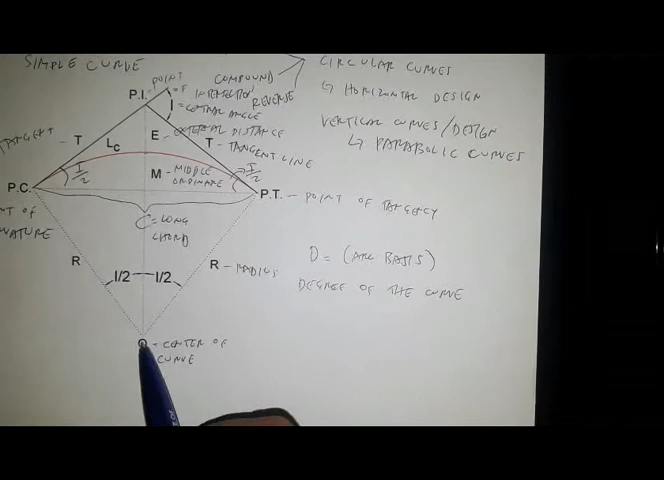 SIMPLE CURVE
POINT
OF
INTERSECTION
P.I.
COMPOUND
REVERSE
CIRCULAR CURVES
↳ HORIZONTAL DESIGN
VERTICAL CURVES/DESIGN
↳ PARABOLIC CURVES
I = CENTRAL ANGLE
TANGENT - T
Lc
E - EXTERNAL DISTANCE
T - TANGENT LINE
I/2
M - MIDDLE
ORDINATE
I/2
P.C.
P.T. - POINT OF TANGENCY
OF
C = LONG
CHORD
R
I/2
I/2
R - RADIUS
D = (ARC BASIS)
DEGREE OF THE CURVE
O - CENTER OF
CURVE